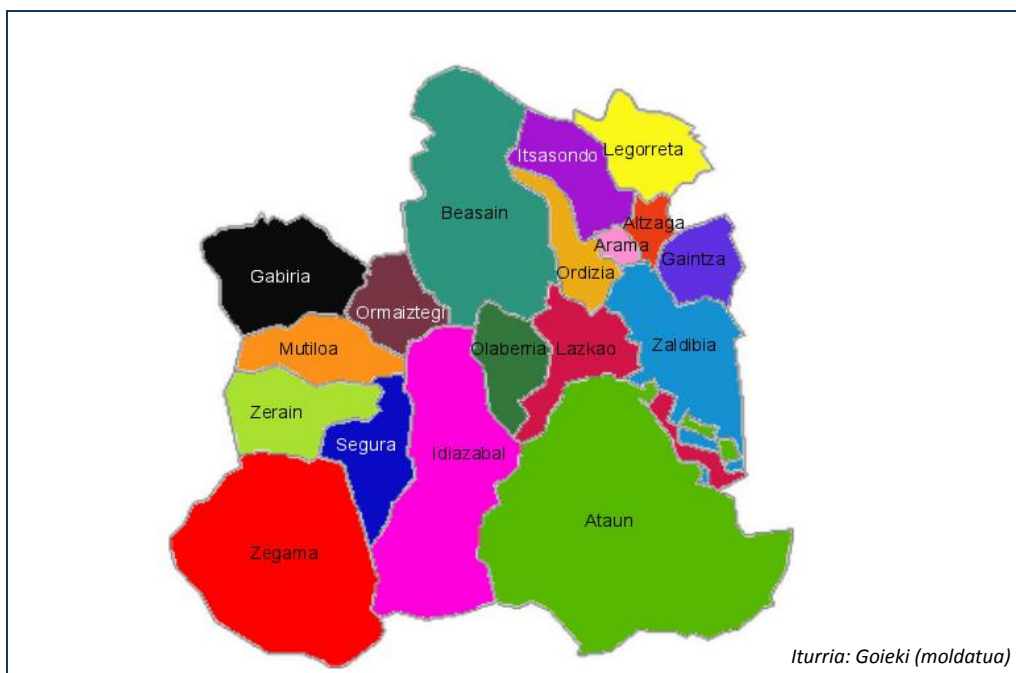 Legorreta
Itsasondo
Beasain
Altzaga
Arama
Gaintza
Ordizia
Gabiria
Ormaiztegi
Mutiloa
Olaberria
Lazkao
Zaldibia
Zerain
Segura
Idiazabal
Ataun
Zegama
Iturria: Goieki (moldatua)